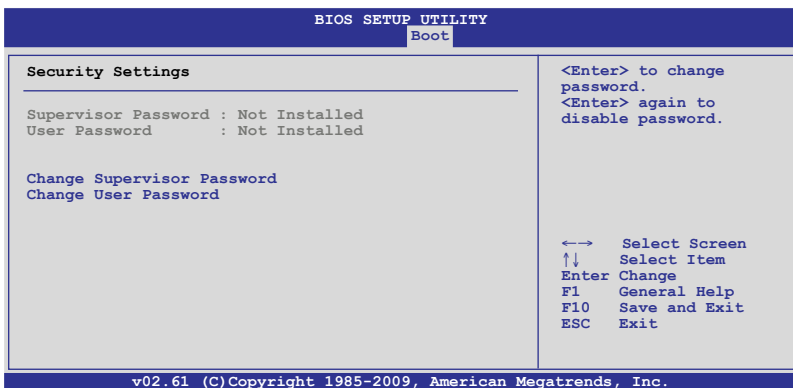 BIOS SETUP UTILITY
Boot
Security Settings
Supervisor Password : Not Installed
User Password : Not Installed
Change Supervisor Password
Change User Password
<Enter> to change
password.
<Enter> again to
disable password.
←→ Select Screen
↑↓ Select Item
Enter Change
F1 General Help
F10 Save and Exit
ESC Exit
v02.61 (C)Copyright 1985-2009, American Megatrends, Inc.